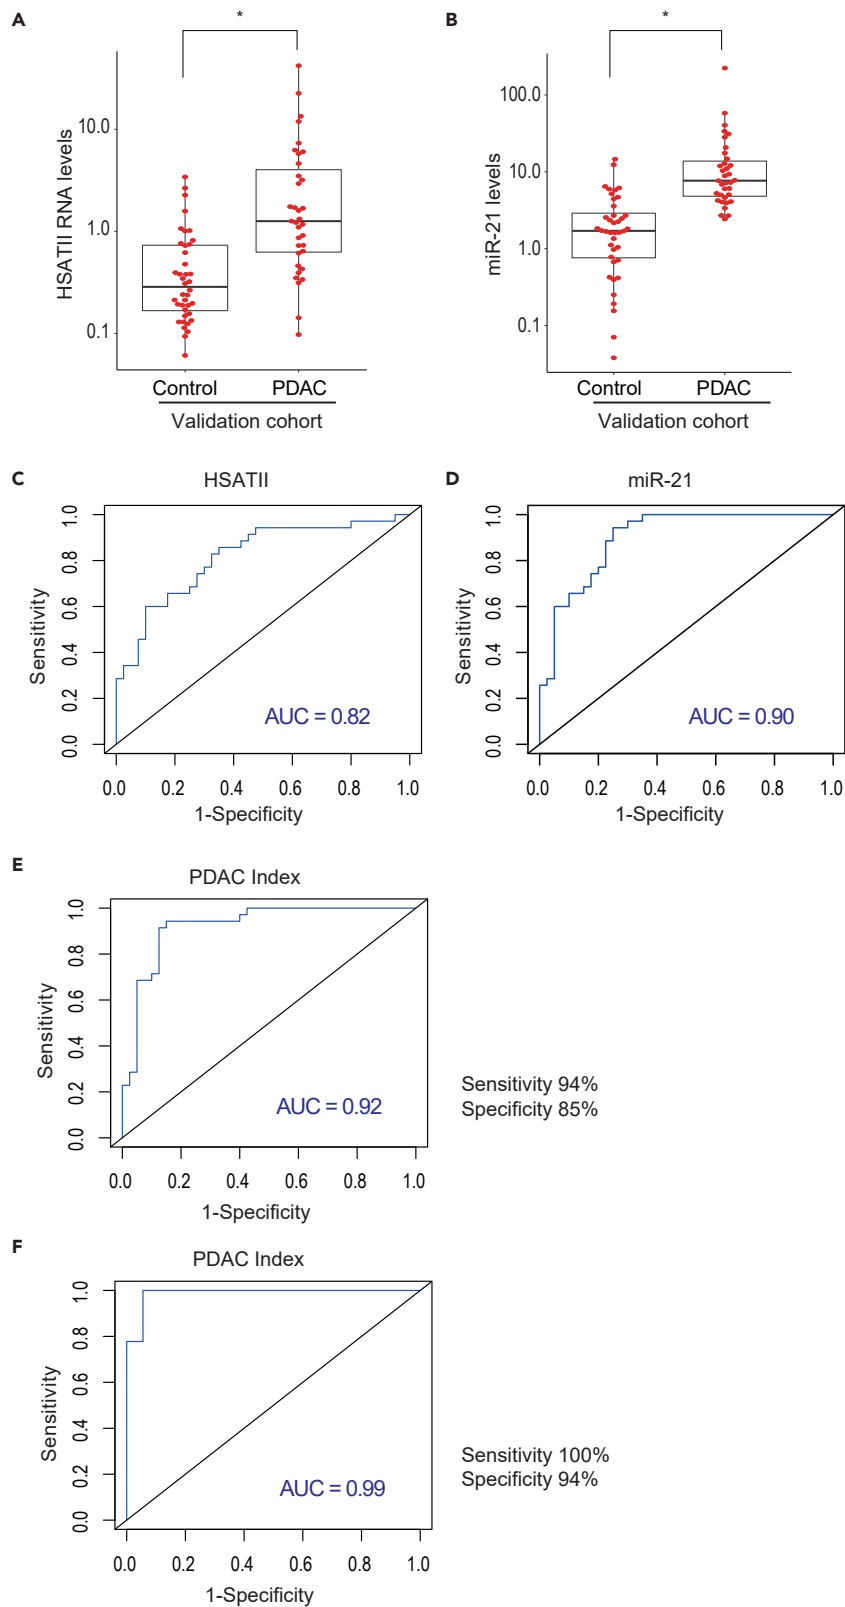 A
*
HSATII RNA levels
10.0
1.0
0.1
Control PDAC
Validation cohort
B
*
miR-21 levels
100.0
10.0
1.0
0.1
Control PDAC
Validation cohort
C
HSATII
Sensitivity
1.0
0.8
0.6
0.4
0.2
0.0
AUC = 0.82
0.0 0.2 0.4 0.6 0.8 1.0
1-Specificity
D
miR-21
Sensitivity
1.0
0.8
0.6
0.4
0.2
0.0
AUC = 0.90
0.0 0.2 0.4 0.6 0.8 1.0
1-Specificity
E
PDAC Index
Sensitivity
1.0
0.8
0.6
0.4
0.2
0.0
AUC = 0.92
0.0 0.2 0.4 0.6 0.8 1.0
1-Specificity
Sensitivity 94%
Specificity 85%
F
PDAC Index
Sensitivity
1.0
0.8
0.6
0.4
0.2
0.0
AUC = 0.99
0.0 0.2 0.4 0.6 0.8 1.0
1-Specificity
Sensitivity 100%
Specificity 94%